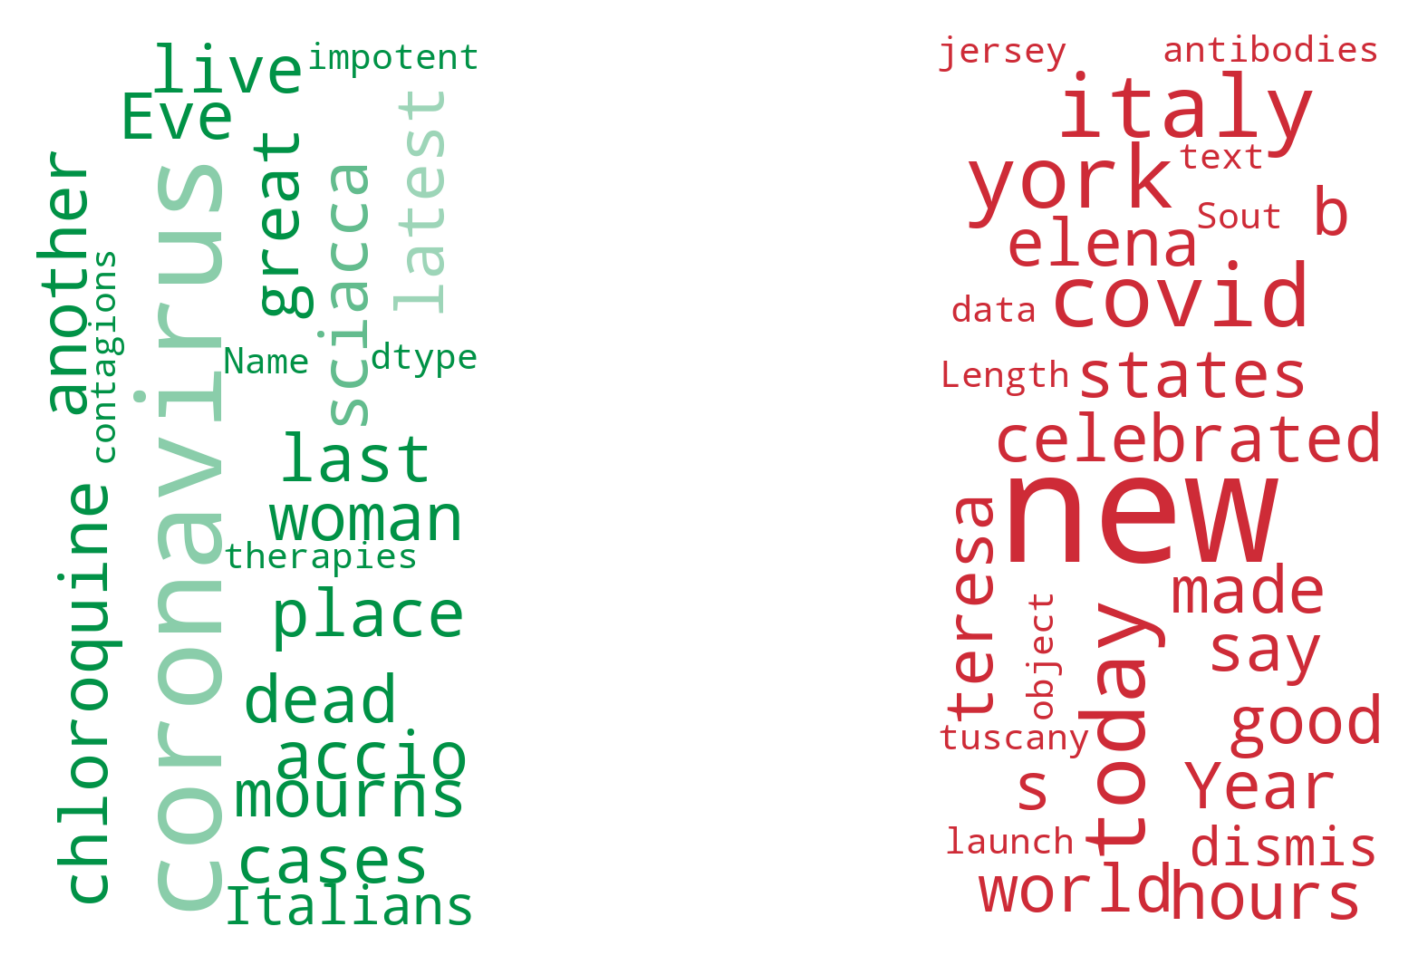 live
impotent
Eve
great
latest
another
coronavirus
sciacca
contagions
Name
dtype
last
chloroquine
woman
therapies
place
dead
accio
mourns
cases
Italians
jersey
antibodies
italy
york
text
Sout
b
elena
covid
data
Length
states
celebrated
new
teresa
made
object
today
say
good
tuscany
s
Year
launch
dismis
world
hours